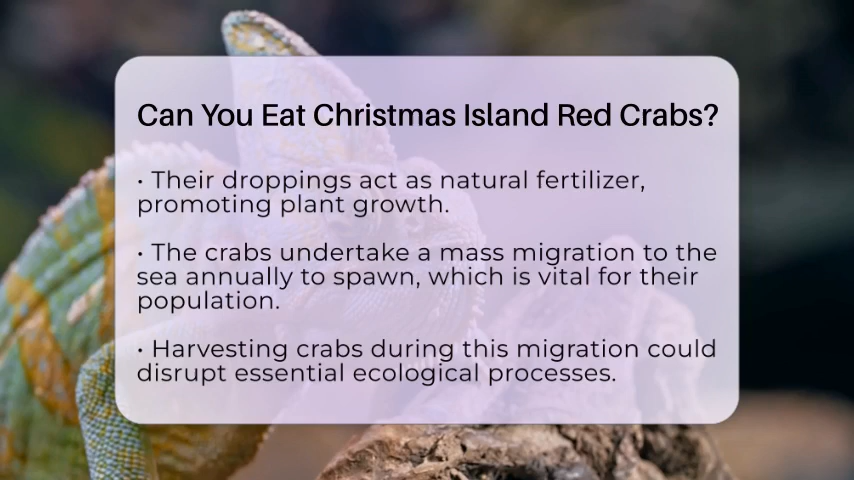 Can You Eat Christmas Island Red Crabs?
• Their droppings act as natural fertilizer,
promoting plant growth.
• The crabs undertake a mass migration to the
sea annually to spawn, which is vital for their
population.
• Harvesting crabs during this migration could
disrupt essential ecological processes.